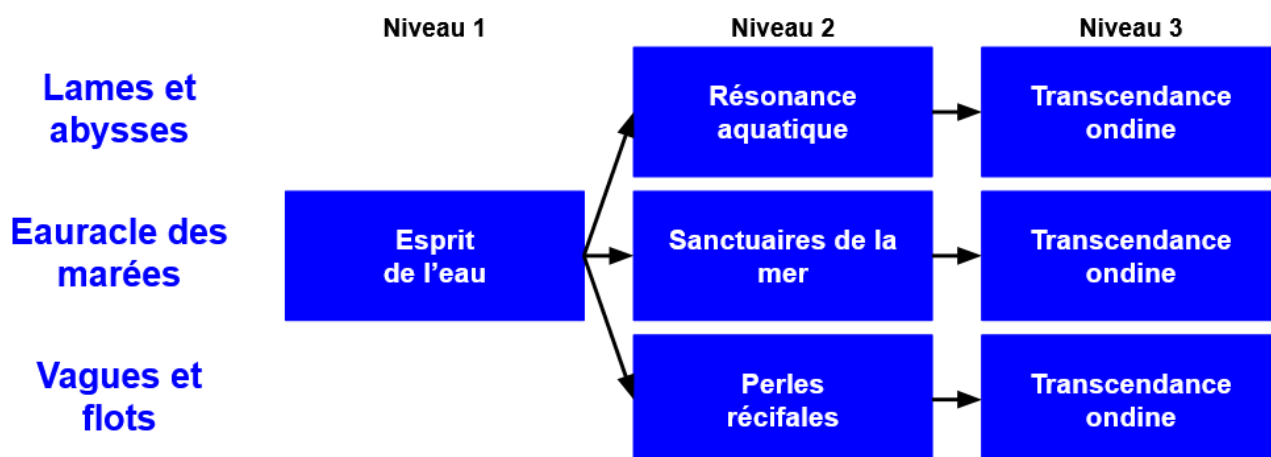 Niveau 1
Niveau 2
Niveau 3
Lames et
abysses
Résonance
aquatique
Transcendance
ondine
Eauracle des
marées
Esprit
de l’eau
Sanctuaires de la
mer
Transcendance
ondine
Vagues et
flots
Perles
récifales
Transcendance
ondine